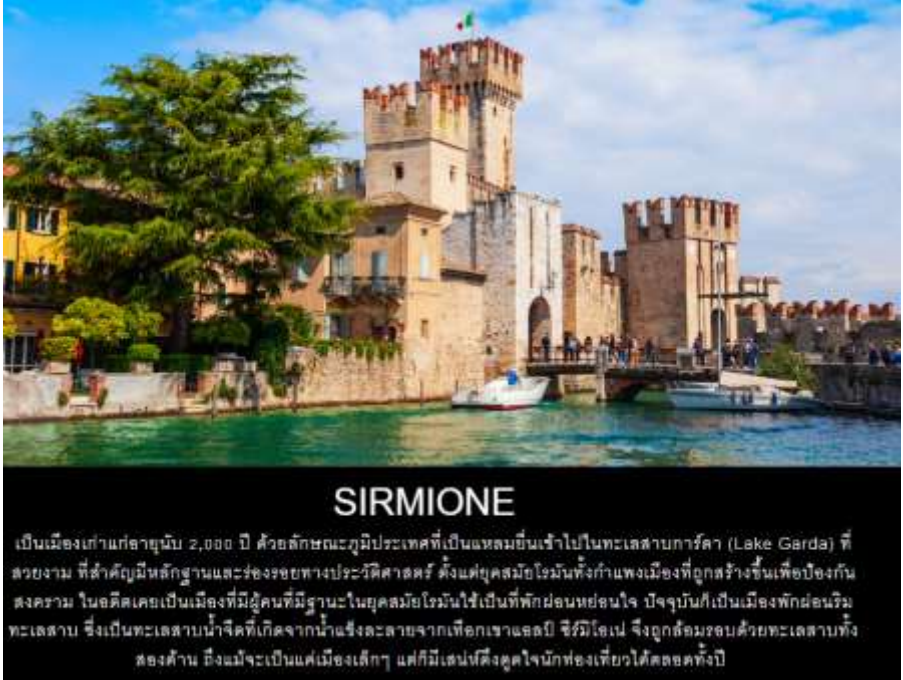 SIRMIONE
เป็นเมืองเก่าแก่อายุนับ 2,000 ปี ด้วยลักษณะภูมิประเทศที่เป็นแหลมยื่นเข้าไปในทะเลสาบการ์ดา (Lake Garda) ที่
สวยงาม ที่สำคัญมีหลักฐานและร่องรอยทางประวัติศาสตร์ ตั้งแต่ยุคสมัยโรมันทั้งกำแพงเมืองที่ถูกสร้างขึ้นเพื่อป้องกัน
สงคราม ในอดีตเคยเป็นเมืองที่มีผู้คนที่มีฐานะในยุคสมัยโรมันใช้เป็นที่พักผ่อนหย่อนใจ ปัจจุบันก็เป็นเมืองพักผ่อนริม
ทะเลสาบ ซึ่งเป็นทะเลสาบน้ำจืดที่เกิดจากน้ำแข็งละลายจากเทือกเขาแอลป์ ซีร์มิโอเน่ จึงถูกล้อมรอบด้วยทะเลสาบทั้ง
สองด้าน ถึงแม้จะเป็นแค่เมืองเล็กๆ แต่ก็มีเสน่ห์ดึงดูดใจนักท่องเที่ยวได้ตลอดทั้งปี